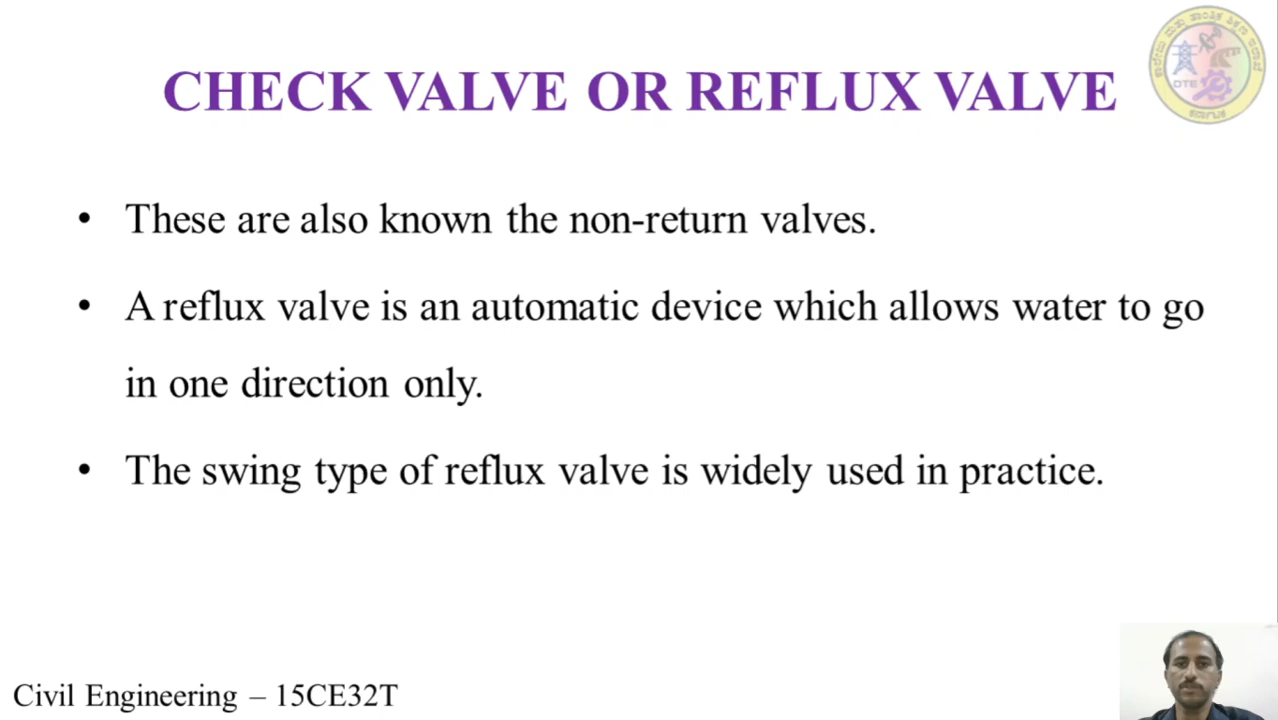 CHECK VALVE OR REFLUX VALVE
DTE
• These are also known the non-return valves.
• A reflux valve is an automatic device which allows water to go
in one direction only.
• The swing type of reflux valve is widely used in practice.
Civil Engineering – 15CE32T